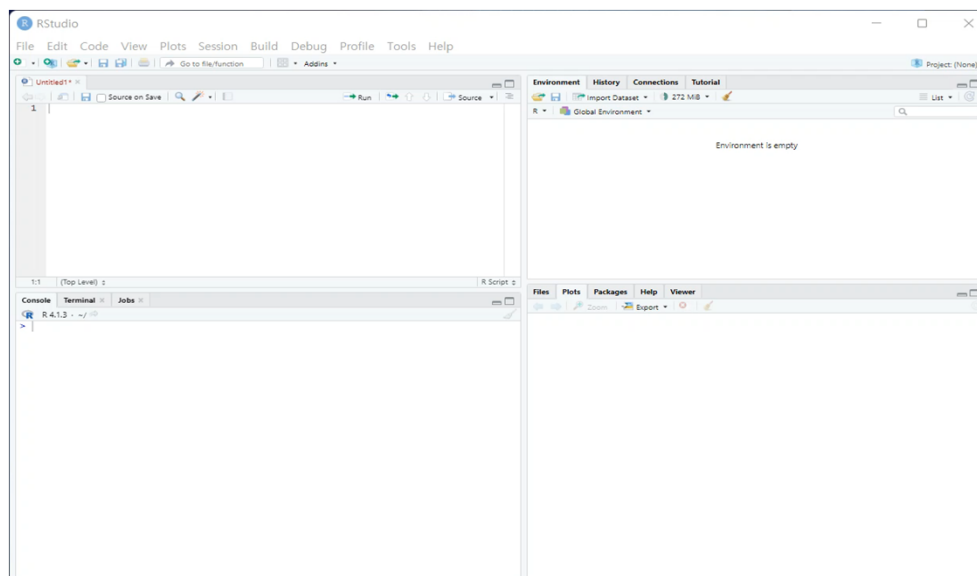 RStudio
File Edit Code View Plots Session Build Debug Profile Tools Help
Go to file/function Addins Project: (None)
Untitled1*
Source on Save Run Source
1
1:1 (Top Level) R Script
Console Terminal Jobs
R 4.1.3 · ~/
>
Environment History Connections Tutorial
Import Dataset 272 MiB List
R Global Environment
Environment is empty
Files Plots Packages Help Viewer
Zoom Export